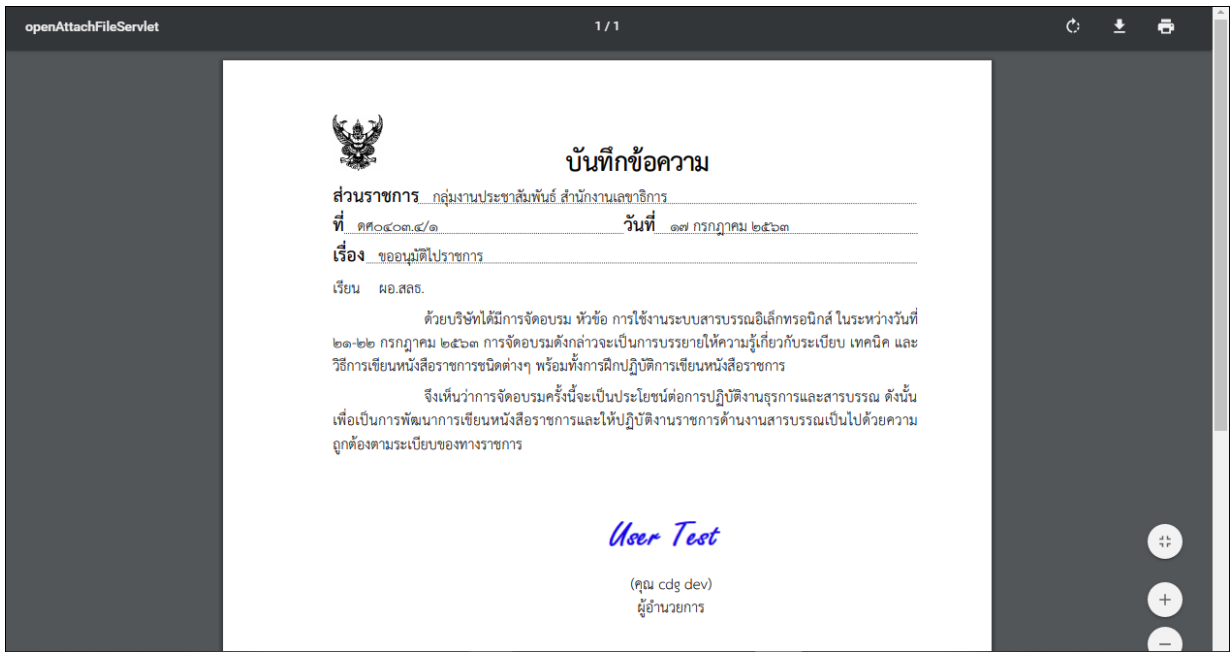 openAttachFileServlet 1 / 1
บันทึกข้อความ
ส่วนราชการ กลุ่มงานประชาสัมพันธ์ สำนักงานเลขาธิการ
ที่ ดศ๐๔๐๓.๔/๑ วันที่ ๑๗ กรกฎาคม ๒๕๖๓
เรื่อง ขออนุมัติไปราชการ
เรียน ผอ.สลธ.
ด้วยบริษัทได้มีการจัดอบรม หัวข้อ การใช้งานระบบสารบรรณอิเล็กทรอนิกส์ ในระหว่างวันที่
๒๑-๒๒ กรกฎาคม ๒๕๖๓ การจัดอบรมดังกล่าวจะเป็นการบรรยายให้ความรู้เกี่ยวกับระเบียบ เทคนิค และ
วิธีการเขียนหนังสือราชการชนิดต่างๆ พร้อมทั้งการฝึกปฏิบัติการเขียนหนังสือราชการ
จึงเห็นว่าการจัดอบรมครั้งนี้จะเป็นประโยชน์ต่อการปฏิบัติงานธุรการและสารบรรณ ดังนั้น
เพื่อเป็นการพัฒนาการเขียนหนังสือราชการและให้ปฏิบัติงานราชการด้านงานสารบรรณเป็นไปด้วยความ
ถูกต้องตามระเบียบของทางราชการ
User Test
(คุณ cdg dev)
ผู้อำนวยการ